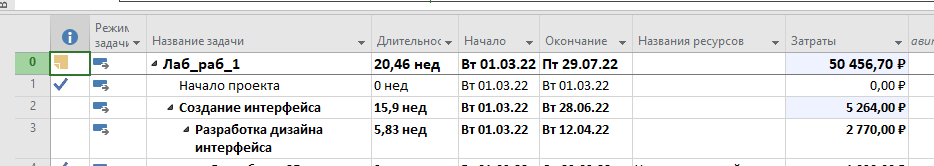 В
Режим задачи Название задачи Длительнос Начало Окончание Названия ресурсов Затраты
0 Лаб_раб_1 20,46 нед Вт 01.03.22 Пт 29.07.22 50 456,70 ₽
1 Начало проекта 0 нед Вт 01.03.22 Вт 01.03.22 0,00 ₽
2 Создание интерфейса 15,9 нед Вт 01.03.22 Вт 28.06.22 5 264,00 ₽
3 Разработка дизайна интерфейса 5,83 нед Вт 01.03.22 Вт 12.04.22 2 770,00 ₽